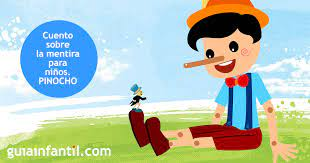 Cuento
sobre
la mentira
para
niños.
PINOCHO
guiainfantil.com